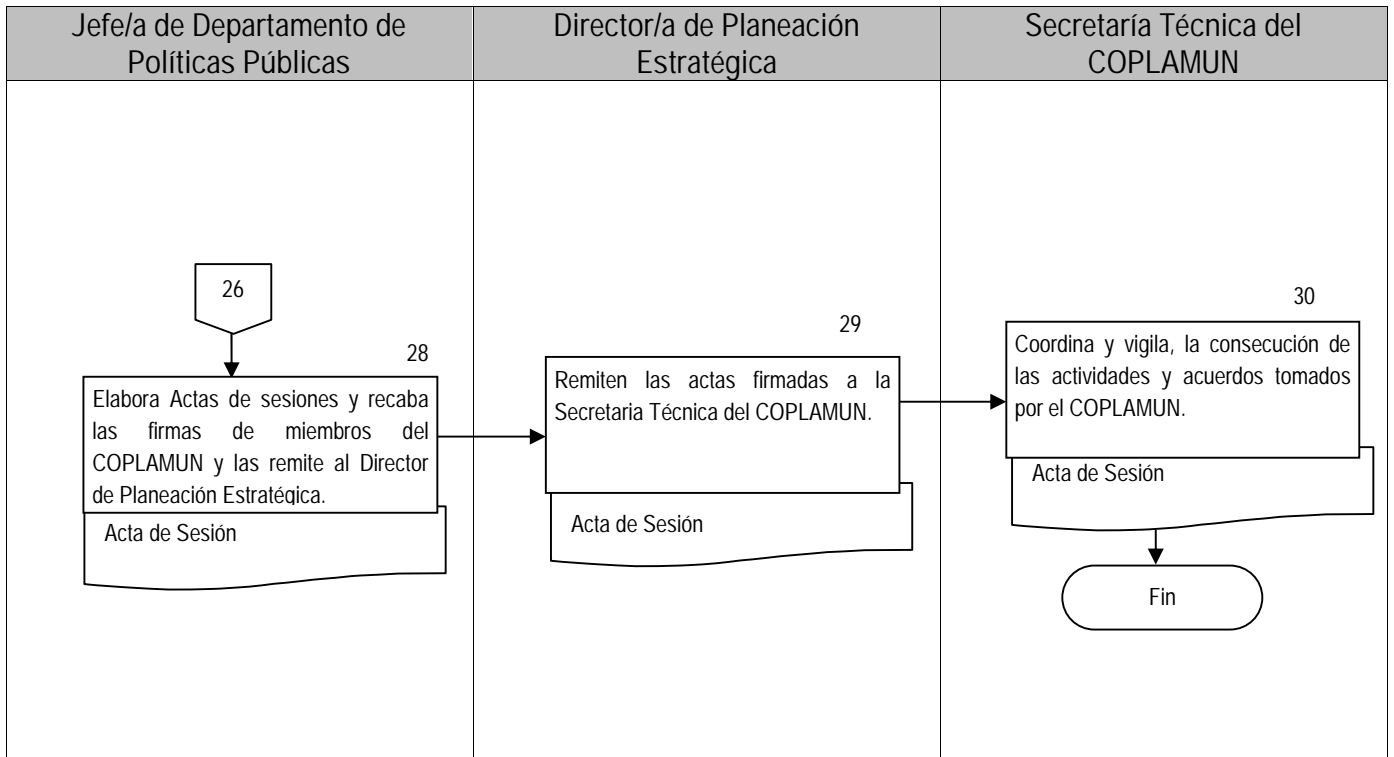 Jefe/a de Departamento de
Políticas Públicas
Director/a de Planeación
Estratégica
Secretaría Técnica del
COPLAMUN
26
28
Elabora Actas de sesiones y recaba
las firmas de miembros del
COPLAMUN y las remite al Director
de Planeación Estratégica.
Acta de Sesión
29
Remiten las actas firmadas a la
Secretaria Técnica del COPLAMUN.
Acta de Sesión
30
Coordina y vigila, la consecución de
las actividades y acuerdos tomados
por el COPLAMUN.
Acta de Sesión
Fin